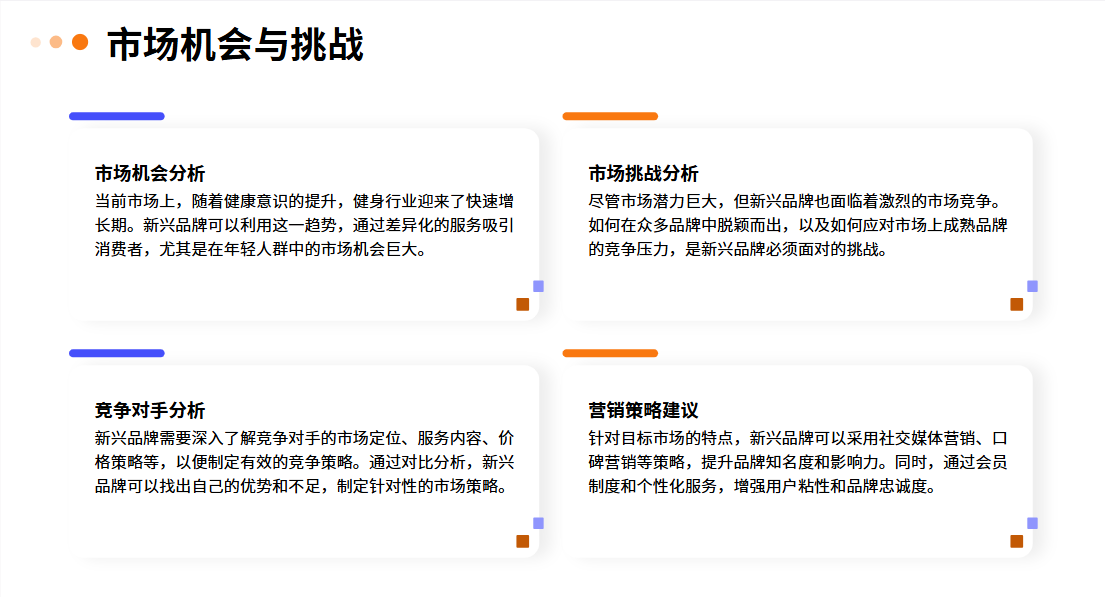 市场机会与挑战
市场机会分析
当前市场上，随着健康意识的提升，健身行业迎来了快速增
长期。新兴品牌可以利用这一趋势，通过差异化的服务吸引
消费者，尤其是在年轻人群中的市场机会巨大。
市场挑战分析
尽管市场潜力巨大，但新兴品牌也面临着激烈的市场竞争。
如何在众多品牌中脱颖而出，以及如何应对市场上成熟品牌
的竞争压力，是新兴品牌必须面对的挑战。
竞争对手分析
新兴品牌需要深入了解竞争对手的市场定位、服务内容、价
格策略等，以便制定有效的竞争策略。通过对比分析，新兴
品牌可以找出自己的优势和不足，制定针对性的市场策略。
营销策略建议
针对目标市场的特点，新兴品牌可以采用社交媒体营销、口
碑营销等策略，提升品牌知名度和影响力。同时，通过会员
制度和个性化服务，增强用户粘性和品牌忠诚度。